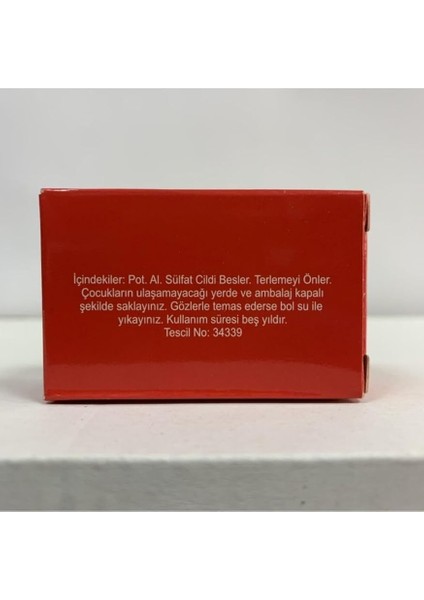 İçindekiler: Pot. Al. Sülfat Cildi Besler. Terlemeyi Önler.
Çocukların ulaşamayacağı yerde ve ambalaj kapalı
şekilde saklayınız. Gözlerle temas ederse bol su ile
yıkayınız. Kullanım süresi beş yıldır.
Tescil No: 34339